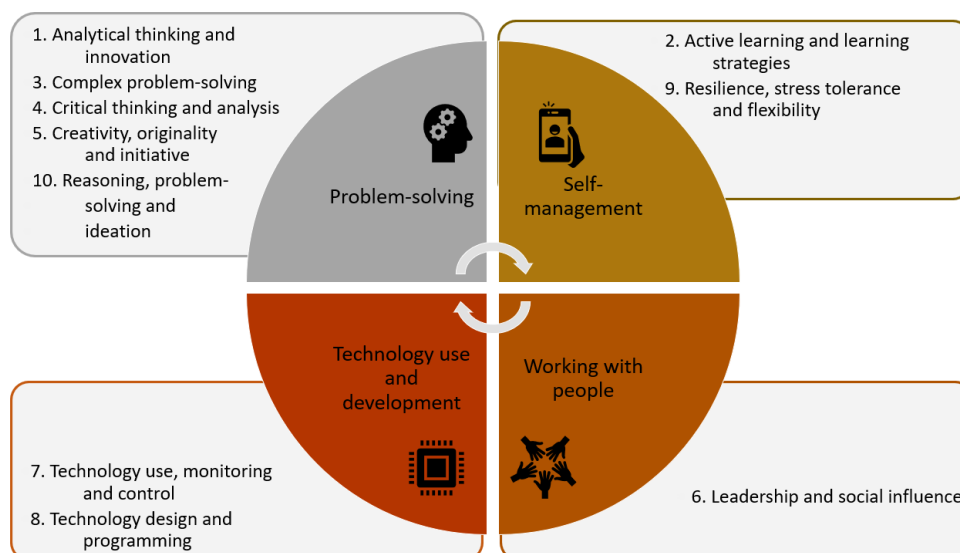 1. Analytical thinking and
innovation
3. Complex problem-solving
4. Critical thinking and analysis
5. Creativity, originality
and initiative
10. Reasoning, problem-
solving and
ideation
2. Active learning and learning
strategies
9. Resilience, stress tolerance
and flexibility
Problem-solving
Self-
management
Technology use
and
development
Working with
people
7. Technology use, monitoring
and control
8. Technology design and
programming
6. Leadership and social influence